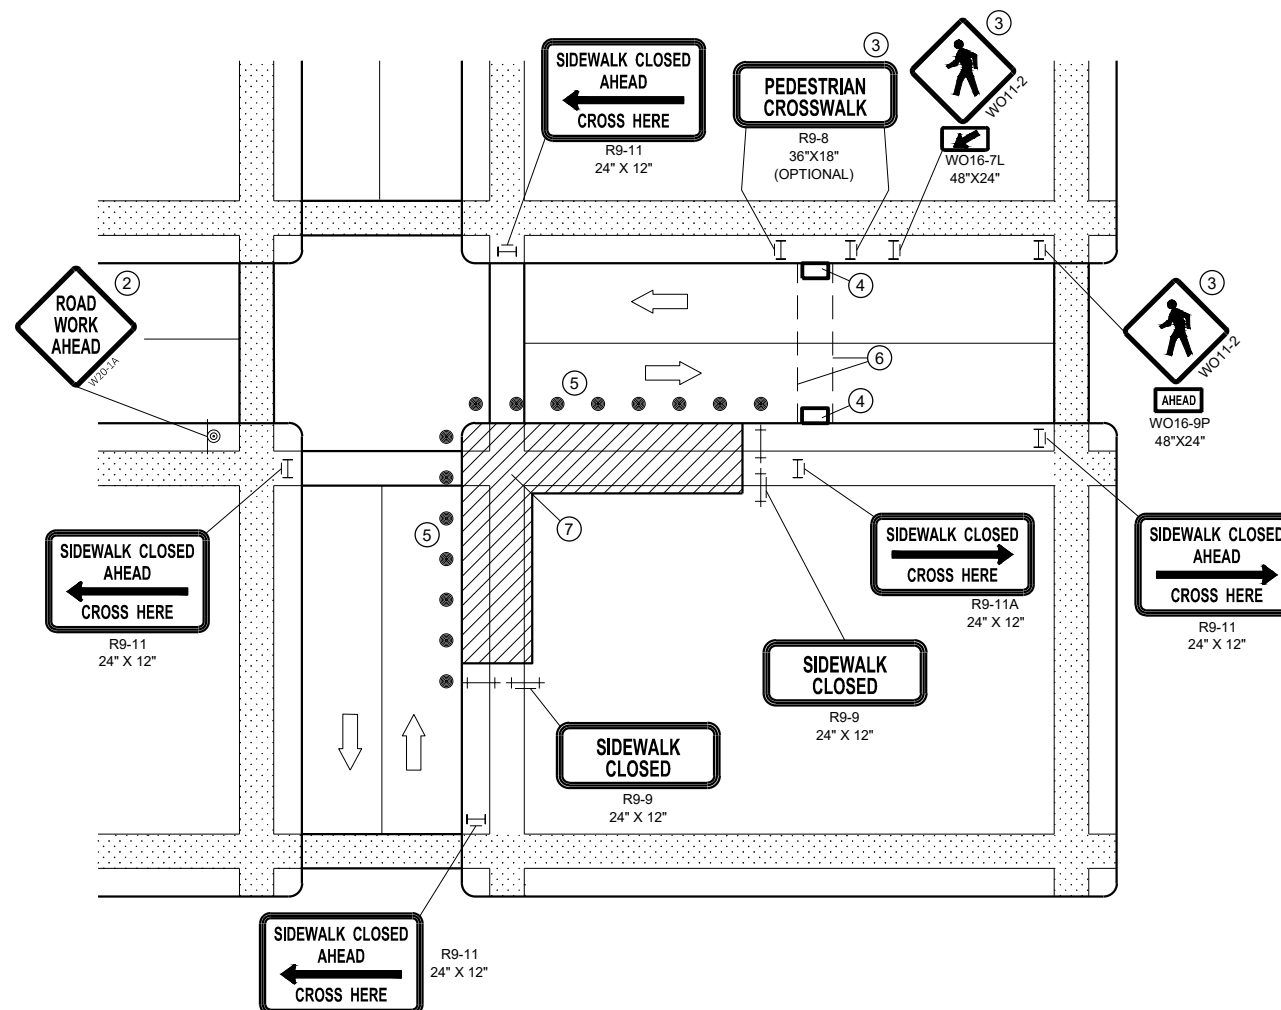 SIDEWALK CLOSED
AHEAD
CROSS HERE
R9-11
24" X 12"
3
PEDESTRIAN
CROSSWALK
R9-8
36"X18"
(OPTIONAL)
3
WO11-2
WO16-7L
48"X24"
2
ROAD
WORK
AHEAD
W20-1A
4
3
WO11-2
AHEAD
WO16-9P
48"X24"
6
5
4
5
7
SIDEWALK CLOSED
AHEAD
CROSS HERE
R9-11
24" X 12"
SIDEWALK CLOSED
CROSS HERE
R9-11A
24" X 12"
SIDEWALK CLOSED
AHEAD
CROSS HERE
R9-11
24" X 12"
SIDEWALK
CLOSED
R9-9
24" X 12"
SIDEWALK
CLOSED
R9-9
24" X 12"
SIDEWALK CLOSED
AHEAD
CROSS HERE
R9-11
24" X 12"